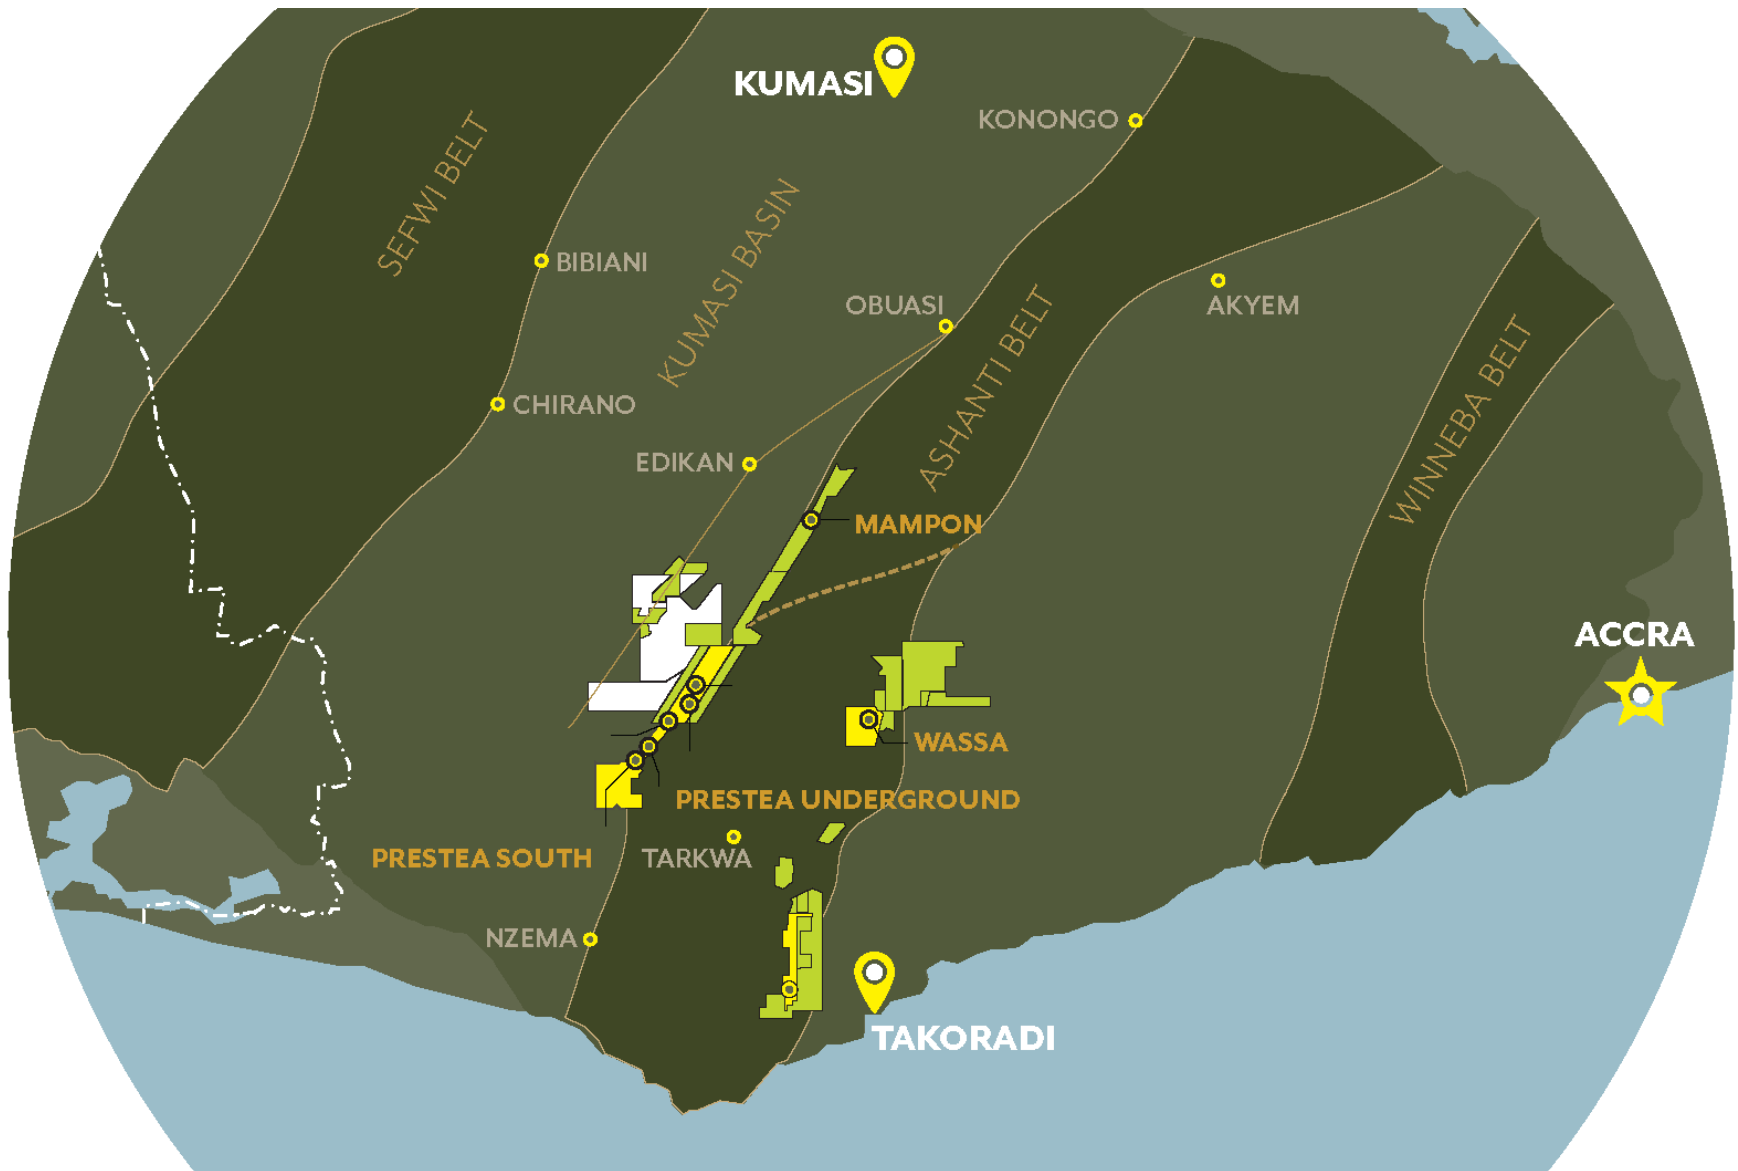 KUMASI
KONONGO
SEFWI BELT
KUMASI BASIN
BIBIANI
OBUASI
AKYEM
ASHANTI BELT
WINNEBA BELT
CHIRANO
EDIKAN
MAMPON
ACCRA
WASSA
PRESTEA UNDERGROUND
PRESTEA SOUTH
TARKWA
NZEMA
TAKORADI